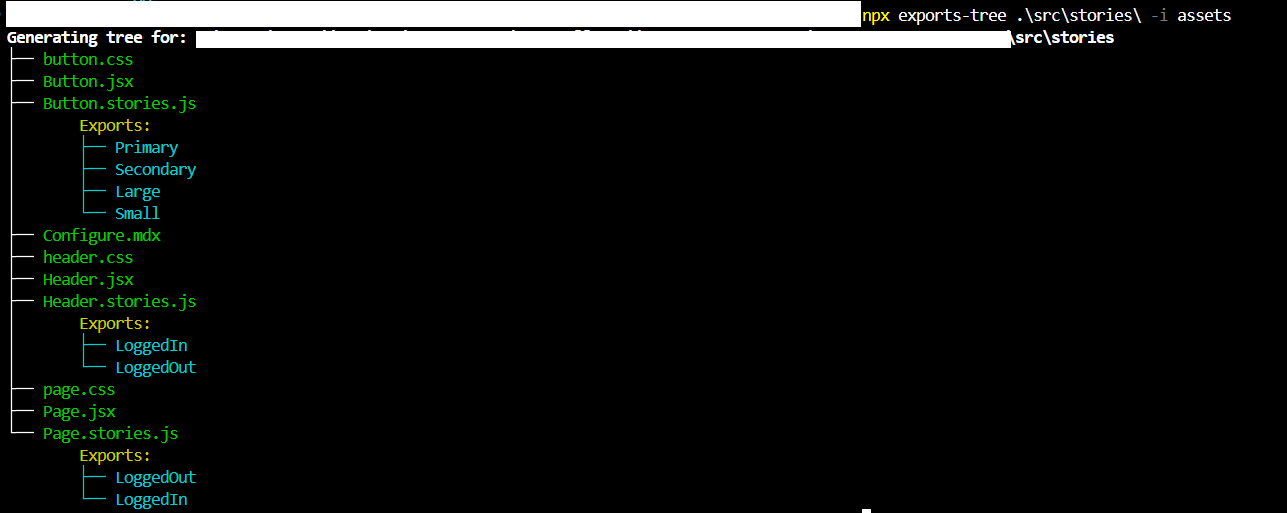 npx exports-tree .\src\stories\ -i assets
Generating tree for: \src\stories
├── button.css
├── Button.jsx
├── Button.stories.js
Exports:
├── Primary
├── Secondary
├── Large
└── Small
├── Configure.mdx
├── header.css
├── Header.jsx
├── Header.stories.js
Exports:
├── LoggedIn
└── LoggedOut
├── page.css
├── Page.jsx
└── Page.stories.js
Exports:
├── LoggedOut
└── LoggedIn